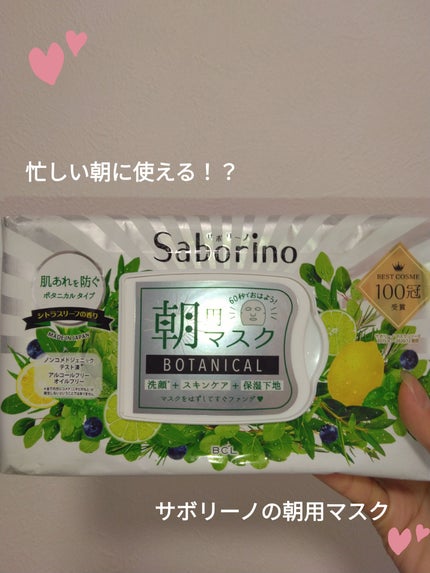 忙しい朝に使える！？
サボリーノ
Saborino
肌あれを防ぐ
ボタニカル タイプ
シトラスリーフの香り
MADE IN JAPAN
ノンコメドジェニック
テスト済
アルコールフリー
オイルフリー
60秒でおはよう!
朝用マスク
BOTANICAL
洗顔+スキンケア+保湿下地
マスクをはずしてすぐファンデ♥
BEST COSME
100冠
受賞
BCL
サボリーノの朝用マスク